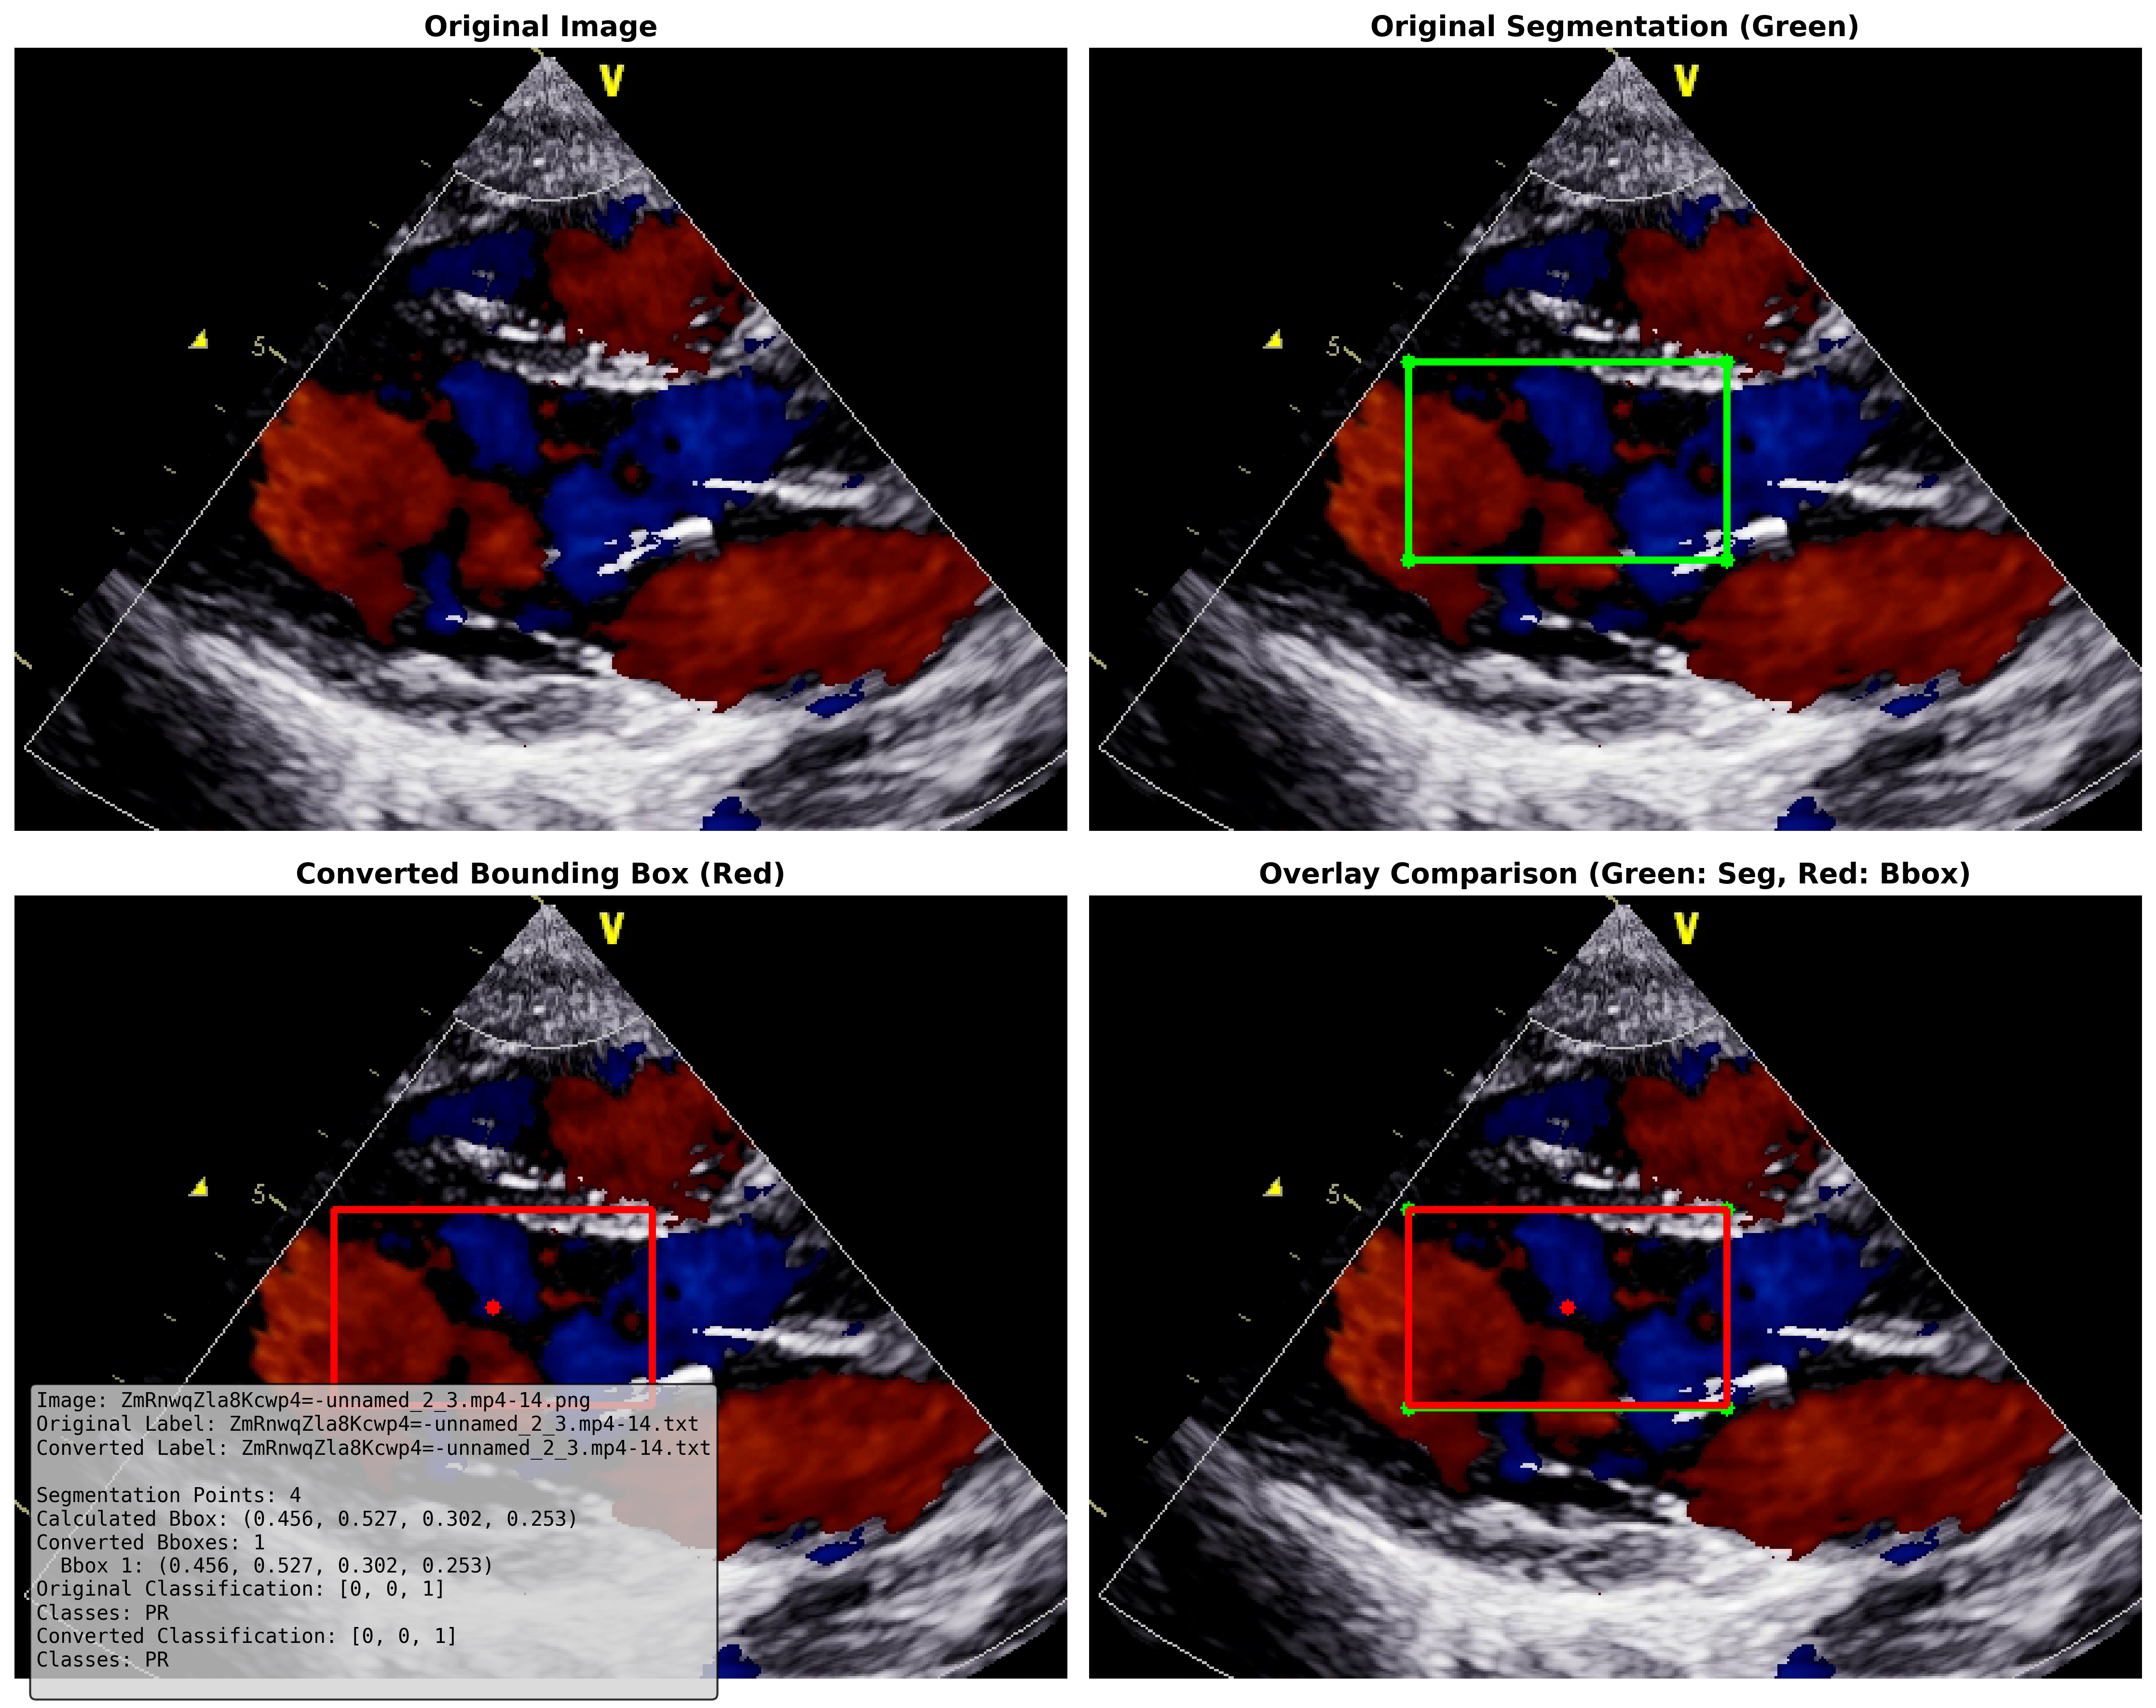 Original Image
Original Segmentation (Green)
V
5
V
5
Converted Bounding Box (Red)
Overlay Comparison (Green: Seg, Red: Bbox)
V
5
V
5
Image: ZmRnwqZla8Kcwp4=-unnamed_2_3.mp4-14.png
Original Label: ZmRnwqZla8Kcwp4=-unnamed_2_3.mp4-14.txt
Converted Label: ZmRnwqZla8Kcwp4=-unnamed_2_3.mp4-14.txt
Segmentation Points: 4
Calculated Bbox: (0.456, 0.527, 0.302, 0.253)
Converted Bboxes: 1
Bbox 1: (0.456, 0.527, 0.302, 0.253)
Original Classification: [0, 0, 1]
Classes: PR
Converted Classification: [0, 0, 1]
Classes: PR